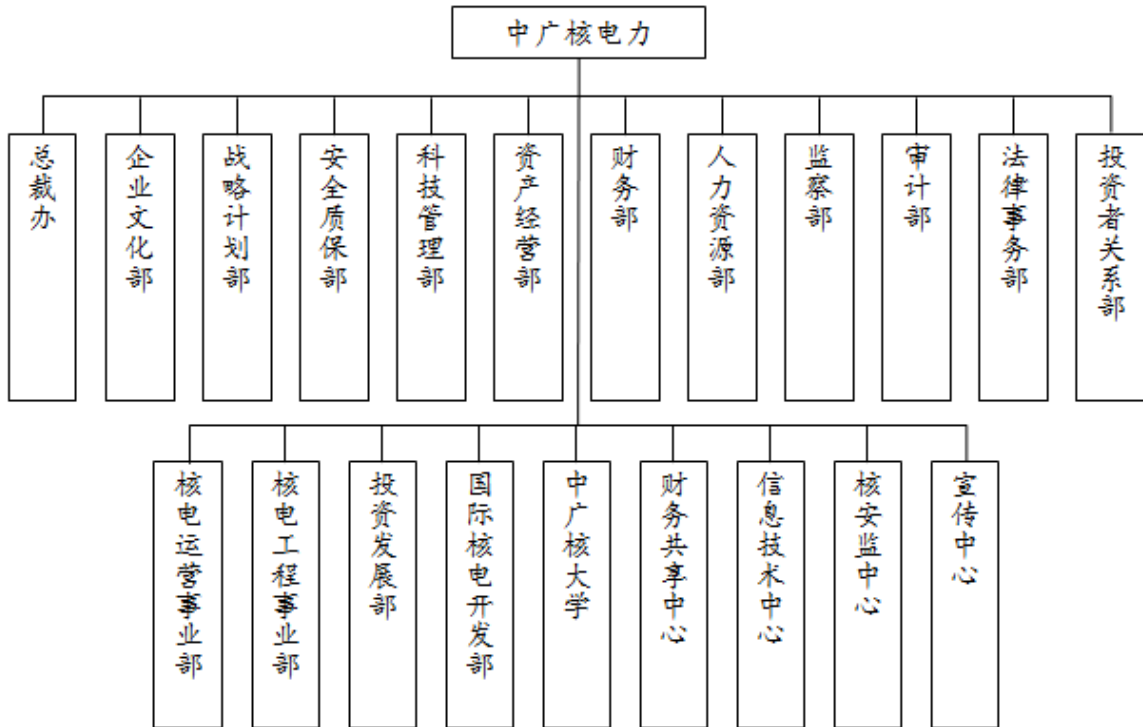 中广核电力
总裁办
企业文化部
战略计划部
安全质保部
科技管理部
资产经营部
财务部
人力资源部
监察部
审计部
法律事务部
投资者关系部
核电运营事业部
核电工程事业部
投资发展部
国际核电开发部
中广核大学
财务共享中心
信息技术中心
核安监中心
宣传中心